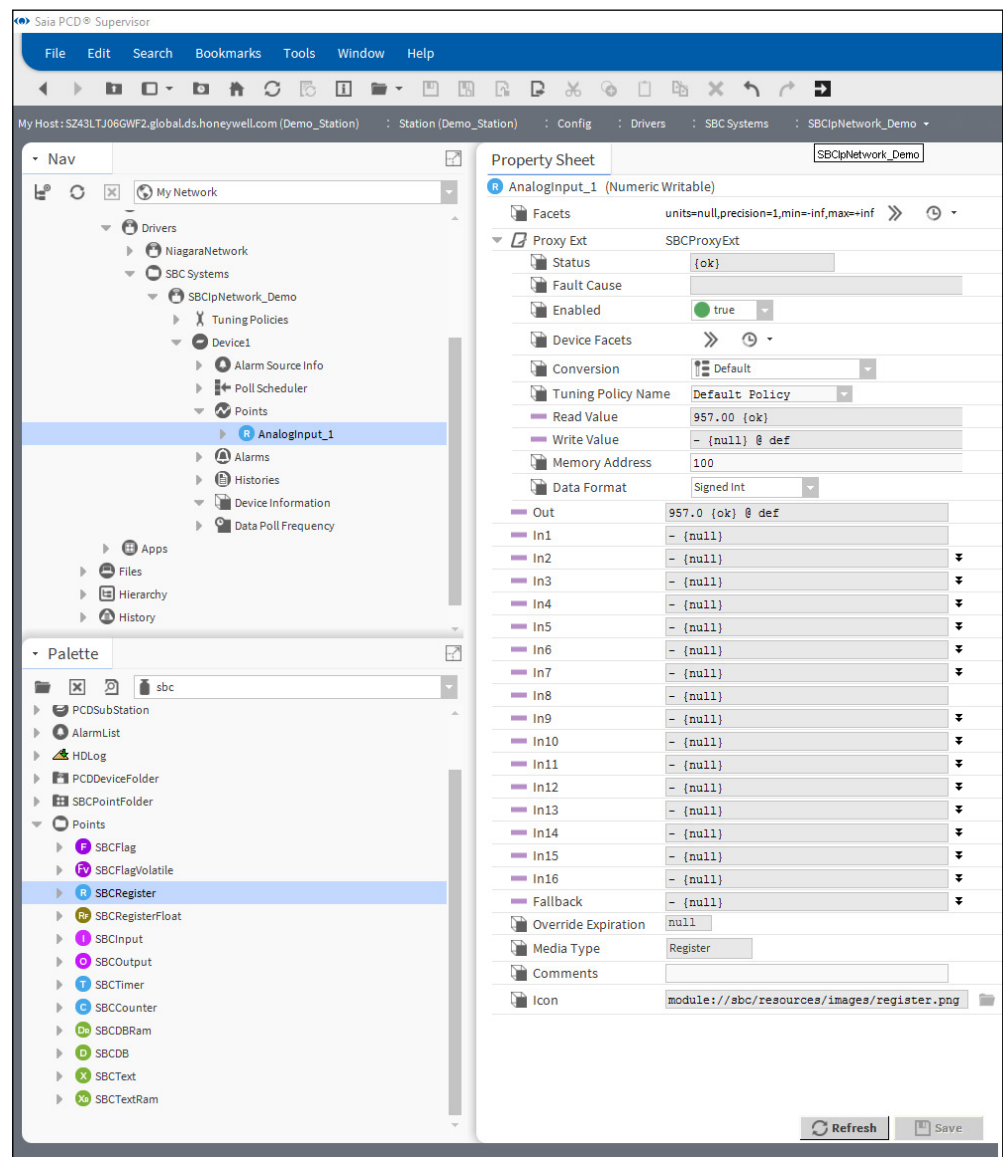 Saia PCD® Supervisor
File Edit Search Bookmarks Tools Window Help
My Host : SZ43LTJ06GWF2.global.ds.honeywell.com (Demo_Station) : Station (Demo_Station) : Config : Drivers : SBC Systems : SBCIpNetwork_Demo
SBCIpNetwork_Demo
Nav
My Network
Drivers
NiagaraNetwork
SBC Systems
SBCIpNetwork_Demo
Tuning Policies
Device1
Alarm Source Info
Poll Scheduler
Points
R AnalogInput_1
Alarms
Histories
Device Information
Data Poll Frequency
Apps
Files
Hierarchy
History
Palette
sbc
PCDSubStation
AlarmList
HDLog
PCDDeviceFolder
SBCPointFolder
Points
F SBCFlag
Fv SBCFlagVolatile
R SBCRegister
RF SBCRegisterFloat
I SBCInput
O SBCOutput
T SBCTimer
C SBCCounter
DR SBCDBRam
D SBCDB
X SBCText
XR SBCTextRam
Property Sheet
R AnalogInput_1 (Numeric Writable)
Facets units=null,precision=1,min=-inf,max=+inf
Proxy Ext SBCProxyExt
Status {ok}
Fault Cause
Enabled true
Device Facets
Conversion Default
Tuning Policy Name Default Policy
Read Value 957.00 {ok}
Write Value - {null} @ def
Memory Address 100
Data Format Signed Int
Out 957.0 {ok} @ def
In1 - {null}
In2 - {null}
In3 - {null}
In4 - {null}
In5 - {null}
In6 - {null}
In7 - {null}
In8 - {null}
In9 - {null}
In10 - {null}
In11 - {null}
In12 - {null}
In13 - {null}
In14 - {null}
In15 - {null}
In16 - {null}
Fallback - {null}
Override Expiration null
Media Type Register
Comments
Icon module://sbc/resources/images/register.png
Refresh Save